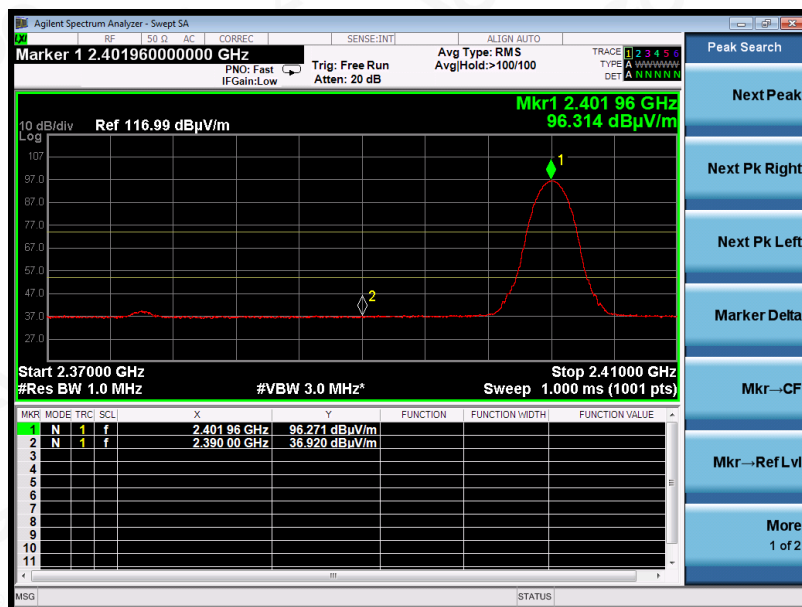 Agilent Spectrum Analyzer - Swept SA
RF 50 Ω AC CORREC SENSE:INT ALIGN AUTO
Marker 1 2.401960000000 GHz
PNO: Fast
IFGain:Low
Trig: Free Run
Atten: 20 dB
Avg Type: RMS
Avg|Hold:>100/100
TRACE 1 2 3 4 5 6
TYPE A WWWWW
DET A N N N N N
Peak Search
Next Peak
Next Pk Right
Next Pk Left
Marker Delta
Mkr→CF
Mkr→Ref Lvl
More
1 of 2
Mkr1 2.401 96 GHz
96.314 dBµV/m
10 dB/div Ref 116.99 dBµV/m
Log
107
97.0
87.0
77.0
67.0
57.0
47.0
37.0
27.0
1
2
Start 2.37000 GHz Stop 2.41000 GHz
#Res BW 1.0 MHz #VBW 3.0 MHz* Sweep 1.000 ms (1001 pts)
MKR MODE TRC SCL X Y FUNCTION FUNCTION WIDTH FUNCTION VALUE
1 N 1 f 2.401 96 GHz 96.271 dBµV/m
2 N 1 f 2.390 00 GHz 36.920 dBµV/m
3
4
5
6
7
8
9
10
11
MSG STATUS